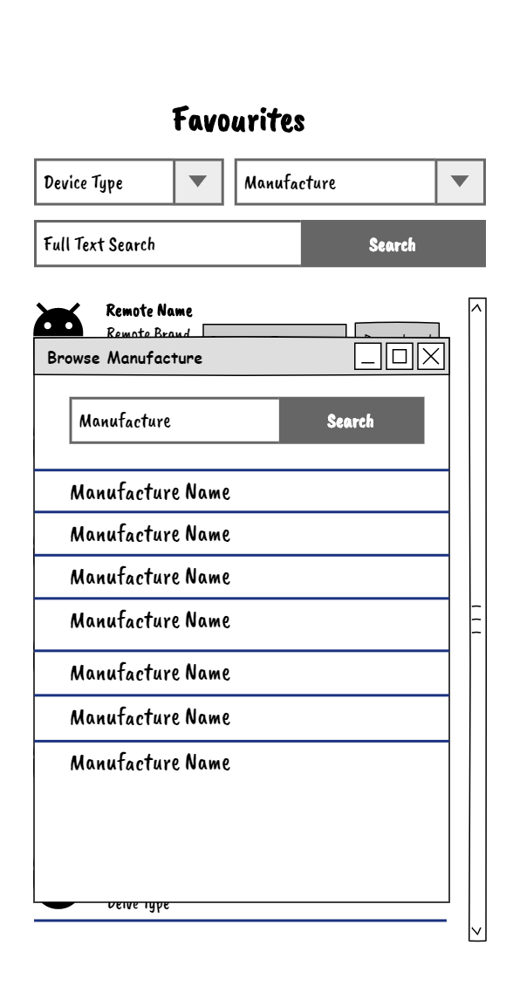 Favourites
Device Type
Manufacture
Full Text Search
Search
Remote Name
Remote Brand
Browse Manufacture
Manufacture
Search
Manufacture Name
Manufacture Name
Manufacture Name
Manufacture Name
Manufacture Name
Manufacture Name
Manufacture Name
Deive Type